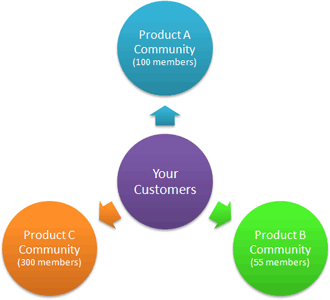 Product A
Community
(100 members)
Your
Customers
Product C
Community
(300 members)
Product B
Community
(55 members)